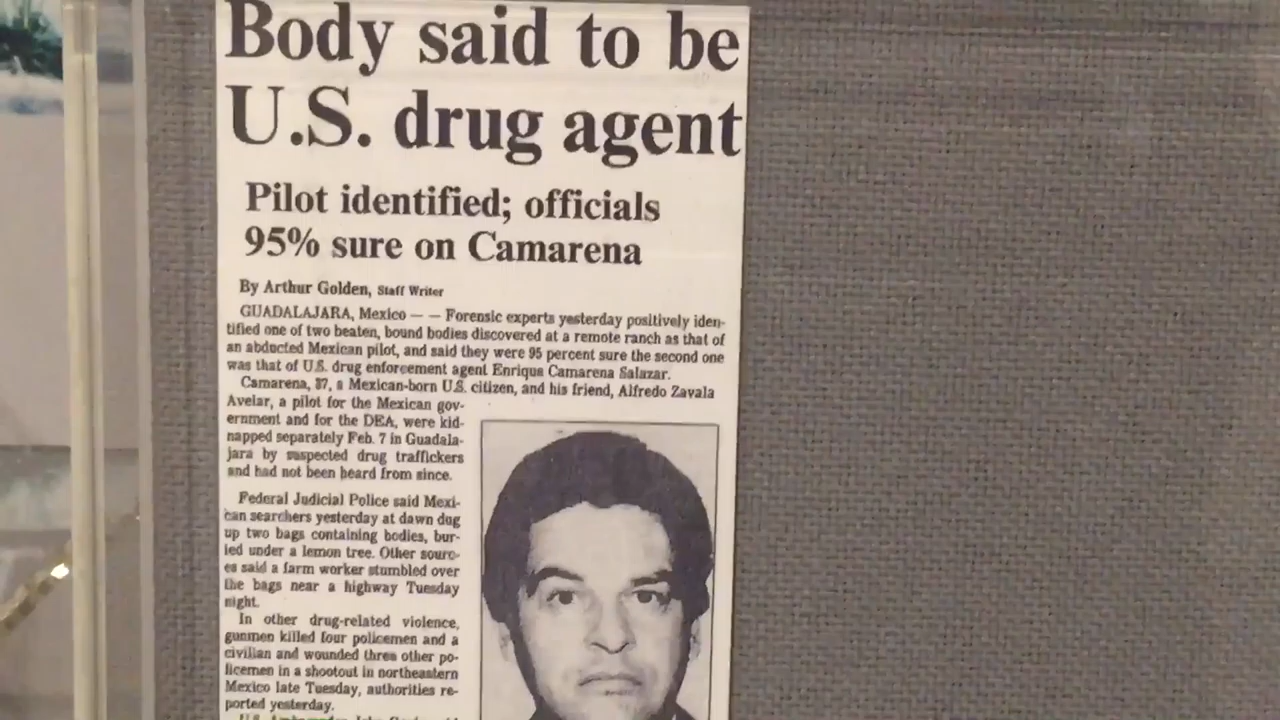 Body said to be
U.S. drug agent
Pilot identified; officials
95% sure on Camarena
By Arthur Golden, Staff Writer
GUADALAJARA, Mexico — — Forensic experts yesterday positively iden-
tified one of two beaten, bound bodies discovered at a remote ranch as that of
an abducted Mexican pilot, and said they were 95 percent sure the second one
was that of U.S. drug enforcement agent Enrique Camarena Salazar.
Camarena, 37, a Mexican-born U.S. citizen, and his friend, Alfredo Zavala
Avelar, a pilot for the Mexican gov-
ernment and for the DEA, were kid-
napped separately Feb. 7 in Guadala-
jara by suspected drug traffickers
and had not been heard from since.
Federal Judicial Police said Mexi-
can searchers yesterday at dawn dug
up two bags containing bodies, bur-
ied under a lemon tree. Other sourc-
es said a farm worker stumbled over
the bags near a highway Tuesday
night.
In other drug-related violence,
gunmen killed four policemen and a
civilian and wounded three other po-
licemen in a shootout in northeastern
Mexico late Tuesday, authorities re-
ported yesterday.